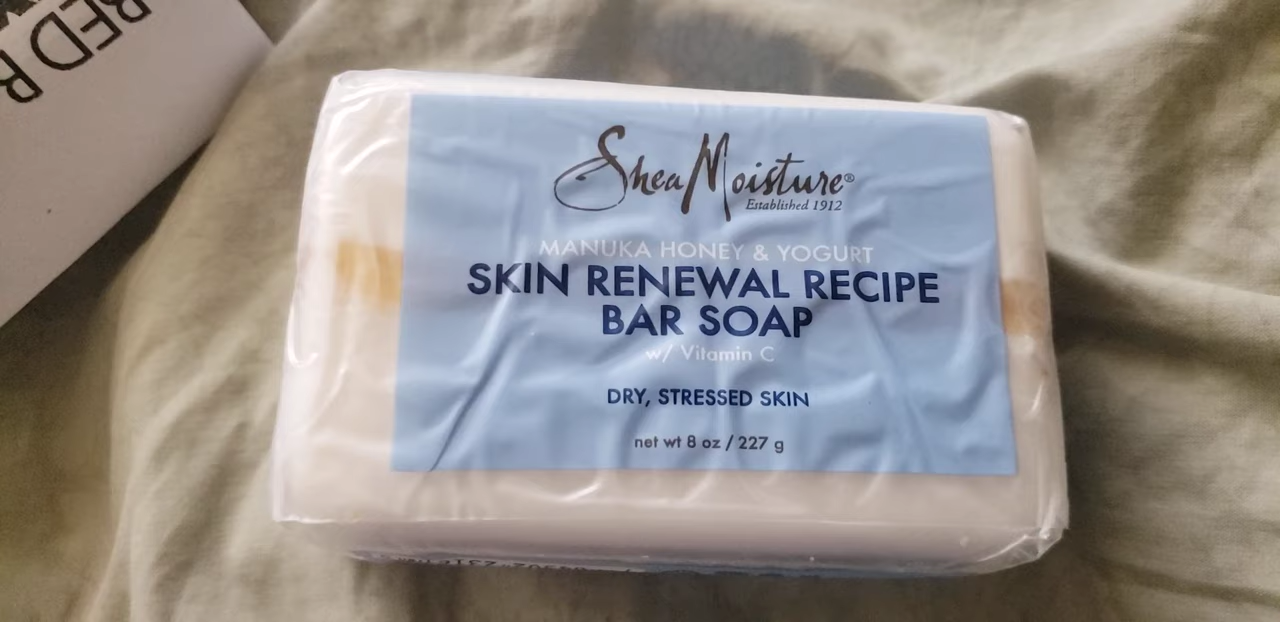 BED B
SheaMoisture®
Established 1912
MANUKA HONEY & YOGURT
SKIN RENEWAL RECIPE
BAR SOAP
w/ Vitamin C
DRY, STRESSED SKIN
net wt 8 oz / 227 g